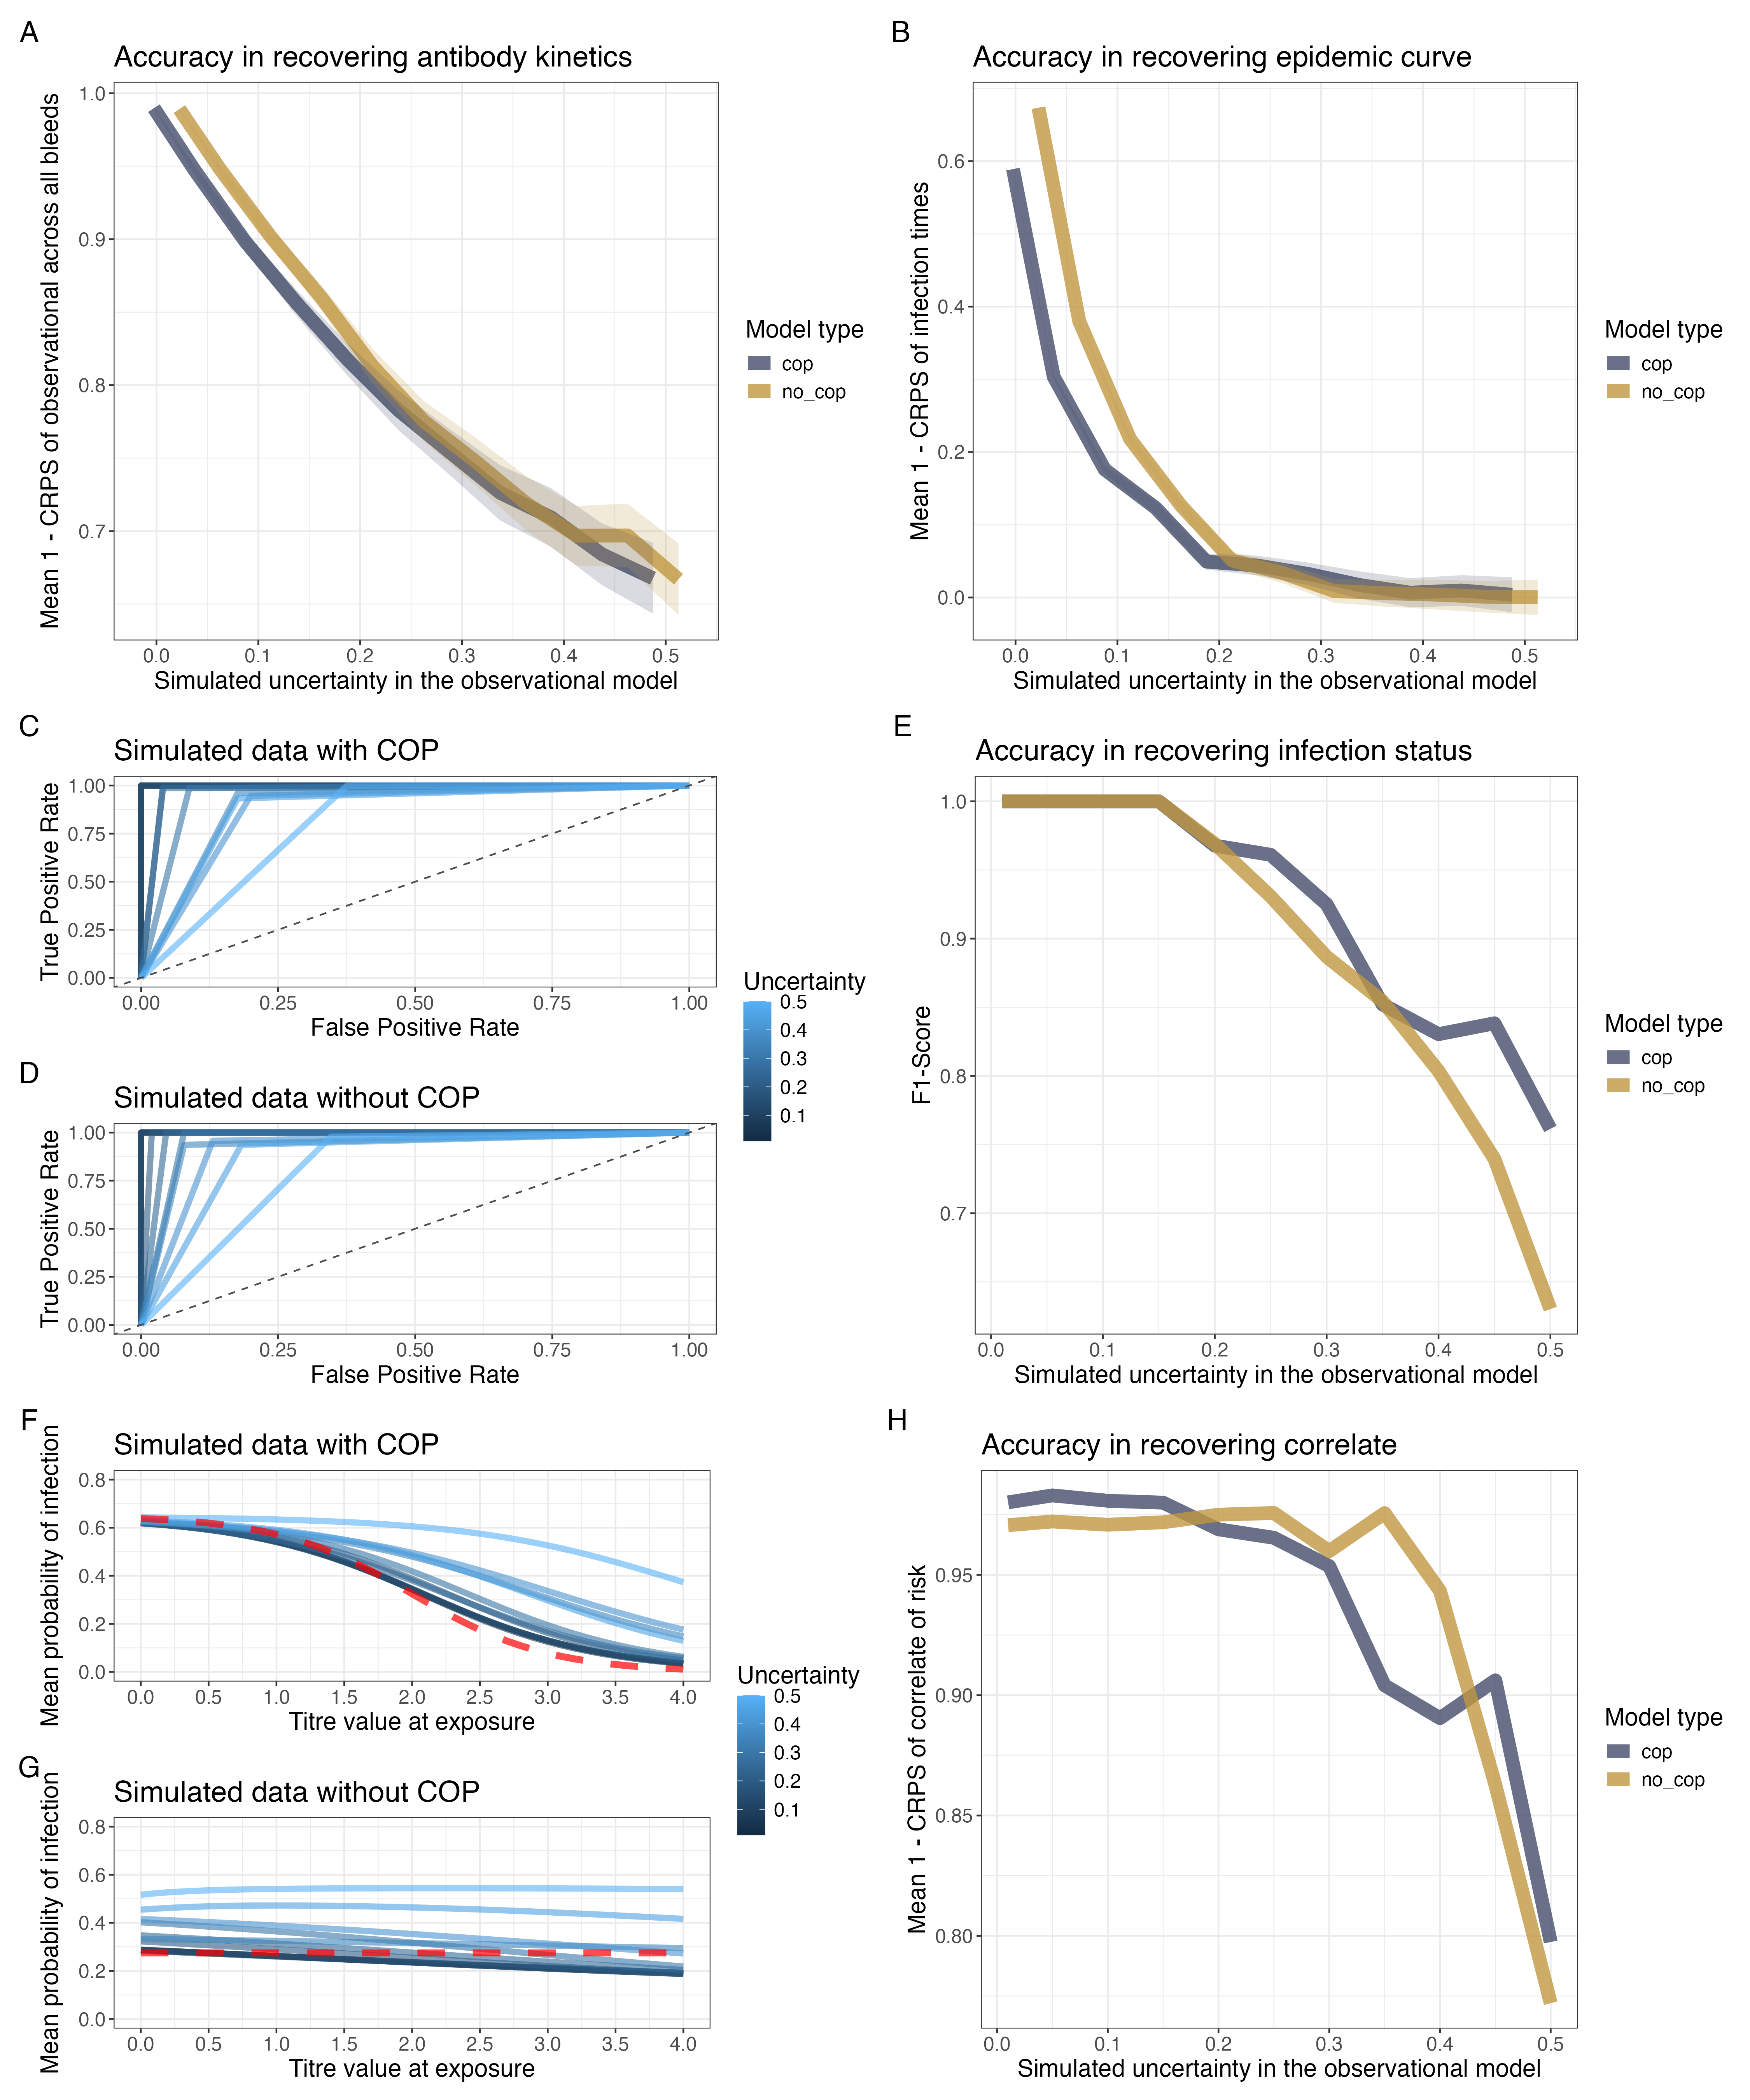 A
Accuracy in recovering antibody kinetics
Mean 1 - CRPS of observational across all bleeds
1.0
0.9
0.8
0.7
0.0 0.1 0.2 0.3 0.4 0.5
Simulated uncertainty in the observational model
Model type
cop
no_cop
B
Accuracy in recovering epidemic curve
Mean 1 - CRPS of infection times
0.6
0.4
0.2
0.0
0.0 0.1 0.2 0.3 0.4 0.5
Simulated uncertainty in the observational model
Model type
cop
no_cop
C
Simulated data with COP
True Positive Rate
1.00
0.75
0.50
0.25
0.00
0.00 0.25 0.50 0.75 1.00
False Positive Rate
D
Simulated data without COP
True Positive Rate
1.00
0.75
0.50
0.25
0.00
0.00 0.25 0.50 0.75 1.00
False Positive Rate
Uncertainty
0.5
0.4
0.3
0.2
0.1
E
Accuracy in recovering infection status
F1-Score
1.0
0.9
0.8
0.7
0.0 0.1 0.2 0.3 0.4 0.5
Simulated uncertainty in the observational model
Model type
cop
no_cop
F
Simulated data with COP
Mean probability of infection
0.8
0.6
0.4
0.2
0.0
0.0 0.5 1.0 1.5 2.0 2.5 3.0 3.5 4.0
Titre value at exposure
G
Simulated data without COP
Mean probability of infection
0.8
0.6
0.4
0.2
0.0
0.0 0.5 1.0 1.5 2.0 2.5 3.0 3.5 4.0
Titre value at exposure
Uncertainty
0.5
0.4
0.3
0.2
0.1
H
Accuracy in recovering correlate
Mean 1 - CRPS of correlate of risk
0.95
0.90
0.85
0.80
0.0 0.1 0.2 0.3 0.4 0.5
Simulated uncertainty in the observational model
Model type
cop
no_cop